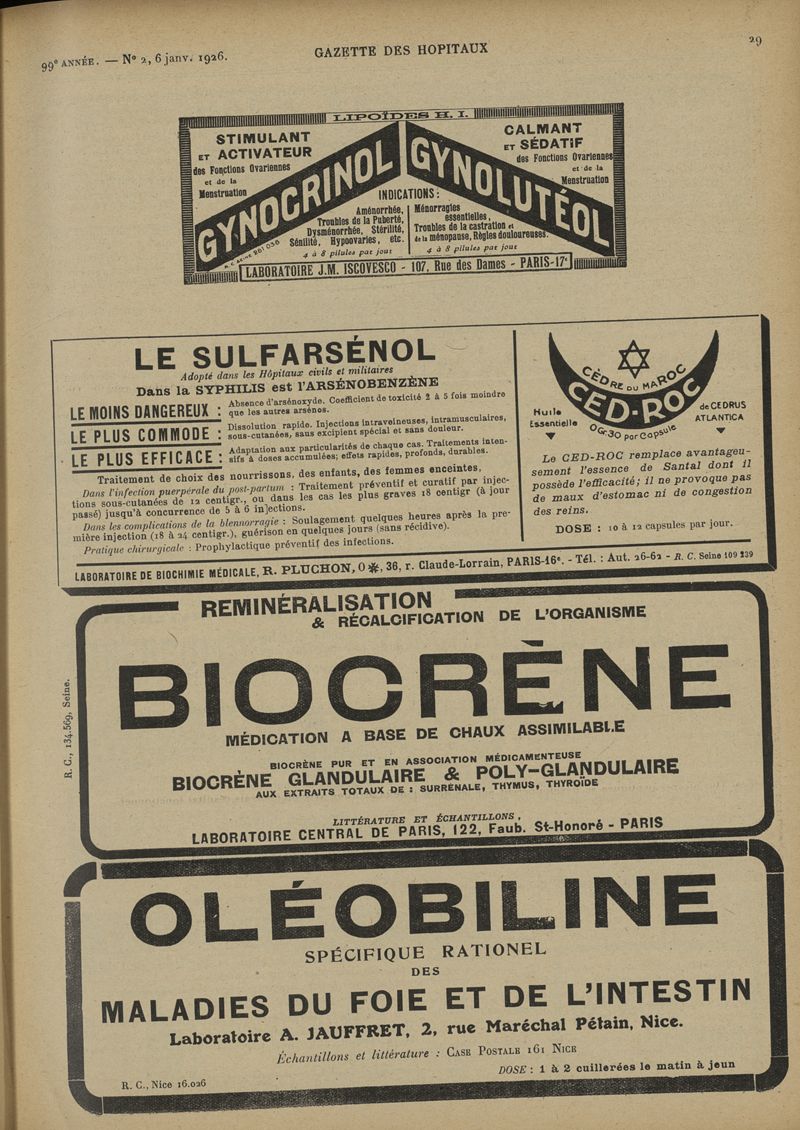 99e ANNÉE. — No 2, 6 janv. 1926.
GAZETTE DES HOPITAUX
29
LIPOÏDES H. I.
STIMULANT
ET ACTIVATEUR
des Fonctions Ovariennes
et de la
Menstruation
GYNOCRINOL
CALMANT
ET SÉDATIF
des Fonctions Ovariennes
et de la
Menstruation
GYNOLUTÉOL
INDICATIONS :
Aménorrhée,
Troubles de la Puberté,
Dysménorrhée, Stérilité,
Sénilité, Hypoovaries, etc.
4 à 8 pilules par jour
Ménorragies
essentielles,
Troubles de la castration et
de la ménopause, Règles douloureuses.
4 à 8 pilules par jour
LABORATOIRE J.M. ISCOVESCO - 107, Rue des Dames - PARIS-17e
LE SULFARSÉNOL
Adopté dans les Hôpitaux civils et militaires
Dans la SYPHILIS est l'ARSÉNOBENZÈNE
LE MOINS DANGEREUX : Absence d'arsénoxyde. Coefficient de toxicité 2 à 5 fois moindre
que les autres arsénos.
LE PLUS COMMODE : Dissolution rapide. Injections intraveineuses, intramusculaires,
sous-cutanées, sans excipient spécial et sans douleur.
LE PLUS EFFICACE : Adaptation aux particularités de chaque cas. Traitements inten-
sifs à doses accumulées; effets rapides, profonds, durables.
Traitement de choix des nourrissons, des enfants, des femmes enceintes.
Dans l'infection puerpérale du post-partum : Traitement préventif et curatif par injec-
tions sous-cutanées de 12 centigr., ou dans les cas les plus graves 18 centigr (à jour
passé) jusqu'à concurrence de 5 à 6 injections.
Dans les complications de la blennorragie : Soulagement quelques heures après la pre-
mière injection (18 à 24 centigr.), guérison en quelques jours (sans récidive).
Pratique chirurgicale : Prophylactique préventif des infections.
CÈDRE DU MAROC
CED-ROC
Huile
Essentielle
0Gr30 par Capsule
de CEDRUS
ATLANTICA
Le CED-ROC remplace avantageu-
sement l'essence de Santal dont il
possède l'efficacité; il ne provoque pas
de maux d'estomac ni de congestion
des reins.
DOSE : 10 à 12 capsules par jour.
LABORATOIRE DE BIOCHIMIE MÉDICALE, R. PLUCHON, O ✻, 36, r. Claude-Lorrain, PARIS-16e. - Tél. : Aut. 26-62 - R. C. Seine 109 239
REMINÉRALISATION
& RÉCALCIFICATION DE L'ORGANISME
BIOCRÈNE
MÉDICATION A BASE DE CHAUX ASSIMILABLE
BIOCRÈNE PUR ET EN ASSOCIATION MÉDICAMENTEUSE
BIOCRÈNE GLANDULAIRE & POLY-GLANDULAIRE
AUX EXTRAITS TOTAUX DE : SURRÉNALE, THYMUS, THYROÏDE
LITTÉRATURE ET ÉCHANTILLONS,
LABORATOIRE CENTRAL DE PARIS, 122, Faub. St-Honoré - PARIS
R. C., 134.569, Seine.
OLÉOBILINE
SPÉCIFIQUE RATIONEL
DES
MALADIES DU FOIE ET DE L'INTESTIN
Laboratoire A. JAUFFRET, 2, rue Maréchal Pétain, Nice.
Échantillons et littérature : CASE POSTALE 161 NICE
DOSE : 1 à 2 cuillerées le matin à jeun
R. C., Nice 16.026